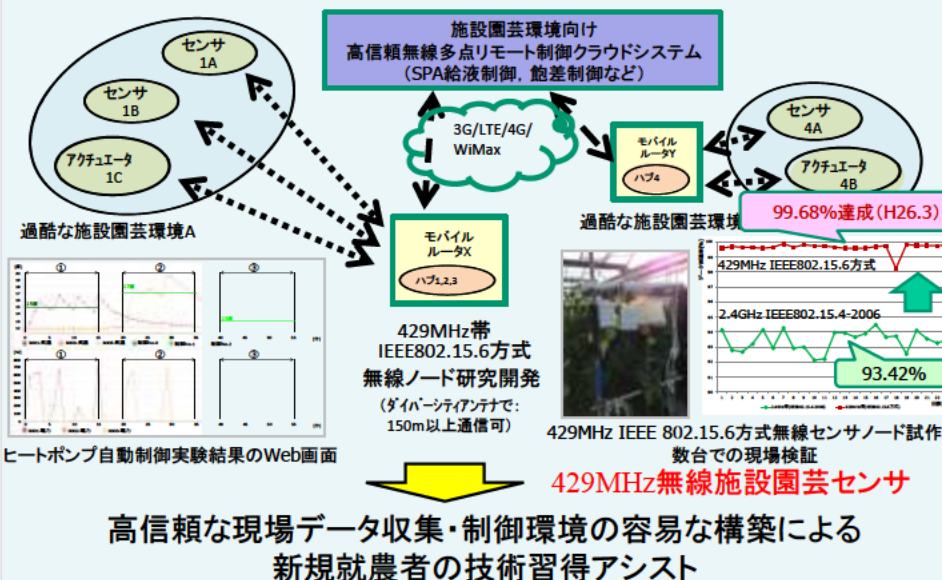 施設園芸環境向け
高信頼無線多点リモート制御クラウドシステム
(SPA給液制御, 飽差制御など)
センサ
1A
センサ
1B
アクチュエータ
1C
過酷な施設園芸環境A
3G/LTE/4G/
WiMax
モバイル
ルータY
ハブ4
センサ
4A
アクチュエータ
4B
過酷な施設園芸環境
99.68%達成(H26.3)
モバイル
ルータX
ハブ1,2,3
429MHz帯
IEEE802.15.6方式
無線ノード研究開発
(ダイバーシティアンテナで:
150m以上通信可)
①
②
③
①
②
③
ヒートポンプ自動制御実験結果のWeb画面
429MHz IEEE802.15.6方式
2.4GHz IEEE802.15.4-2006
93.42%
429MHz IEEE 802.15.6方式無線センサノード試作
数台での現場検証
429MHz無線施設園芸センサ
高信頼な現場データ収集・制御環境の容易な構築による
新規就農者の技術習得アシスト